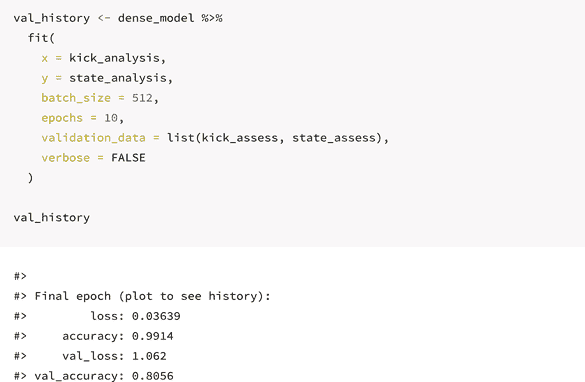 val_history <- dense_model %>%
  fit(
    x = kick_analysis,
    y = state_analysis,
    batch_size = 512,
    epochs = 10,
    validation_data = list(kick_assess, state_assess),
    verbose = FALSE
  )

val_history

#>
#> Final epoch (plot to see history):
#>         loss: 0.03639
#>     accuracy: 0.9914
#>     val_loss: 1.062
#> val_accuracy: 0.8056